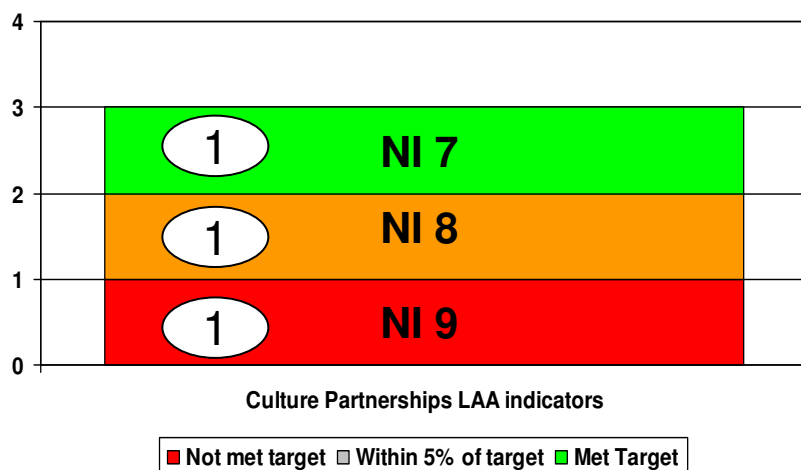 4
3
1 NI 7
2
1 NI 8
1
1 NI 9
0
Culture Partnerships LAA indicators
Not met target Within 5% of target Met Target